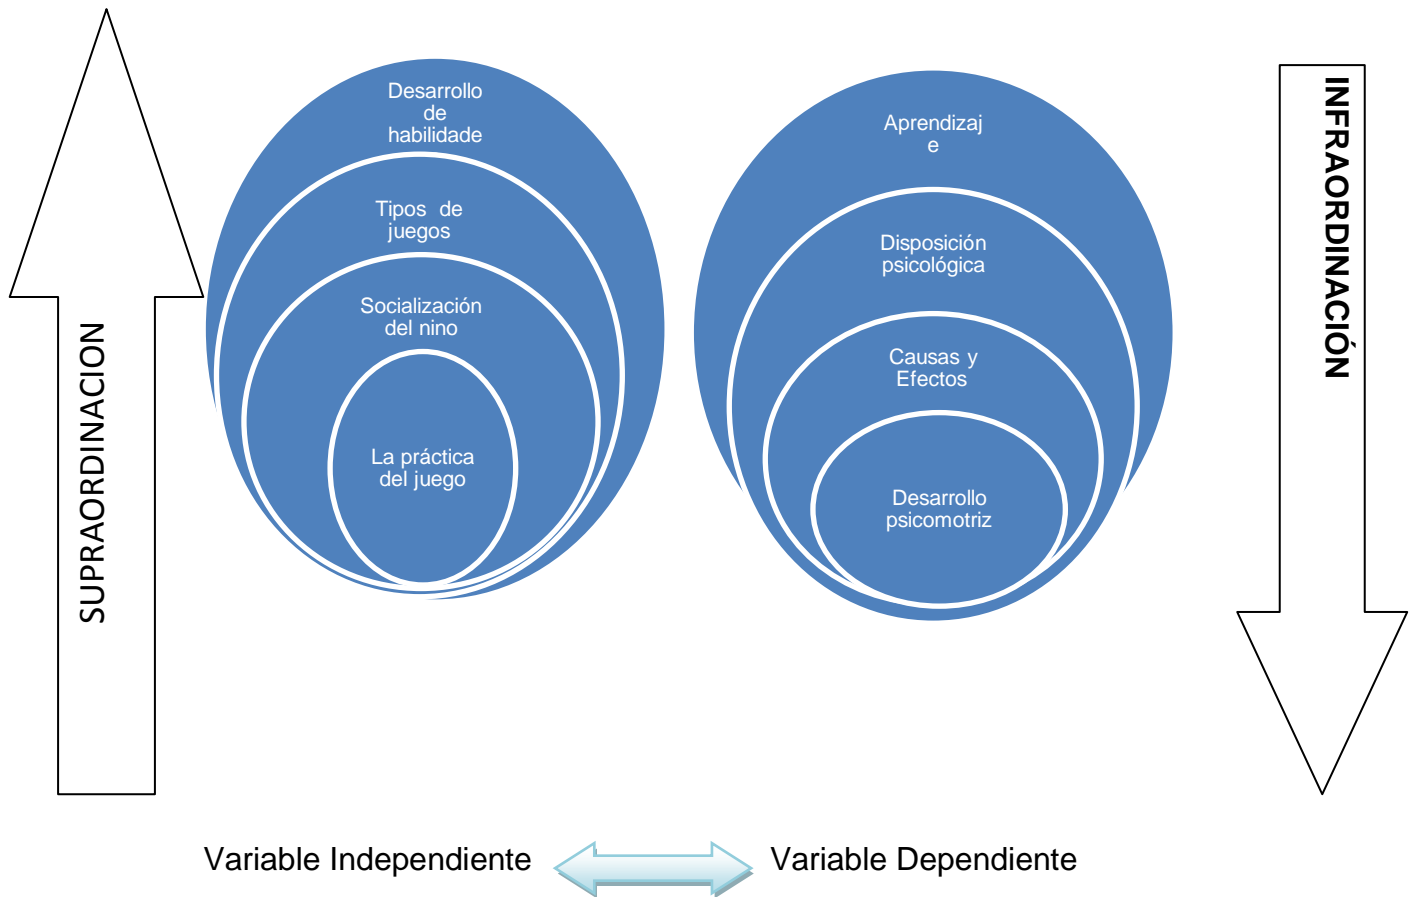 SUPRAORDINACION
Desarrollo
de
habilidade
Tipos de
juegos
Socialización
del nino
La práctica
del juego
Aprendizaj
e
Disposición
psicológica
Causas y
Efectos
Desarrollo
psicomotriz
INFRAORDINACIÓN
Variable Independiente
Variable Dependiente